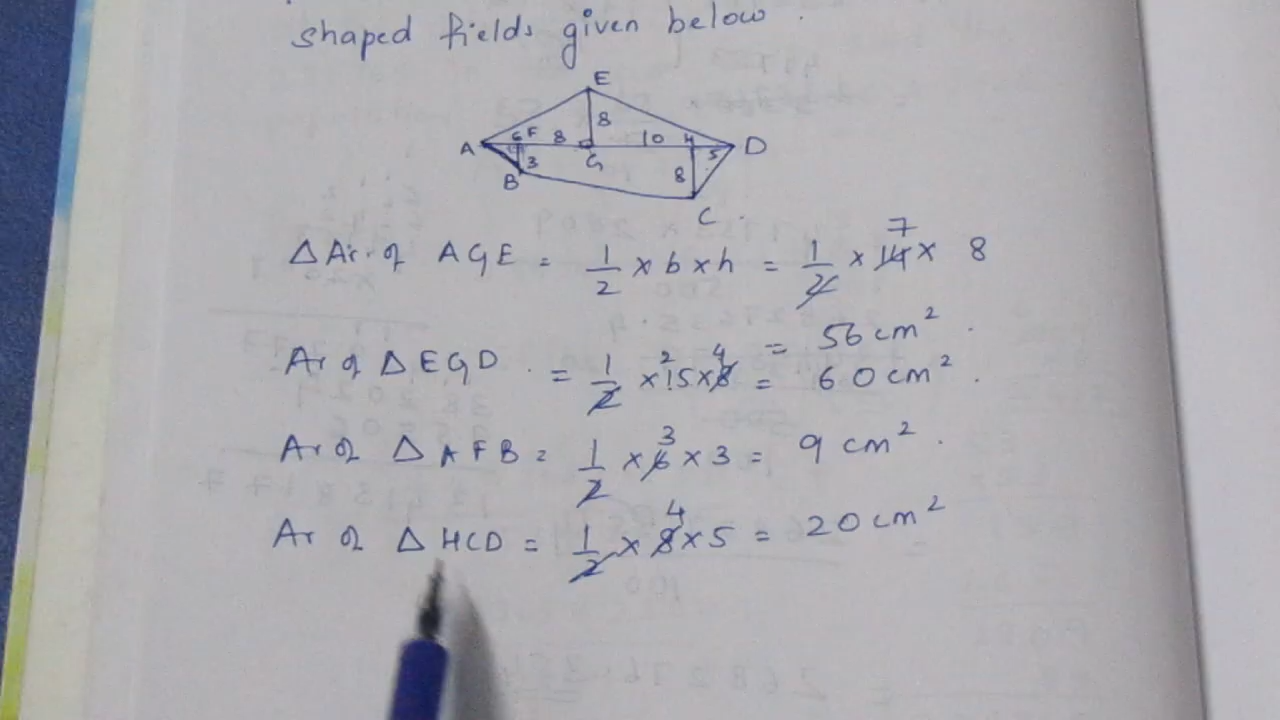 shaped fields given below.
E
8
A 6 F 8 10 H 5 D
3 G 8
B
C
△ Ar. of AGE = 1/2 × b × h = 1/2 × 14 7 × 8
= 56 cm².
Ar of △ EGD = 1/2 × 15 2 × 8 4 = 60 cm².
Ar of △ AFB = 1/2 × 6 3 × 3 = 9 cm².
Ar of △ HCD = 1/2 × 8 4 × 5 = 20 cm²